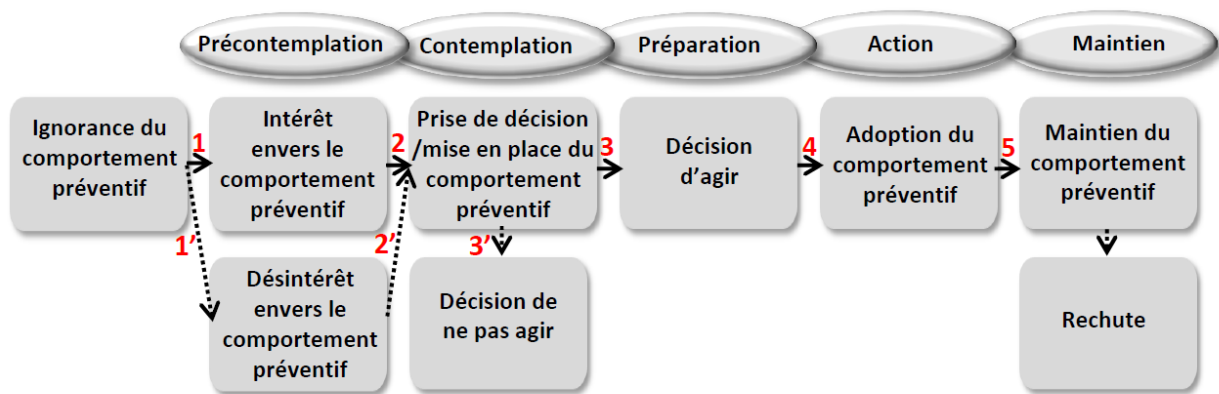 Précontemplation
Contemplation
Préparation
Action
Maintien
Ignorance du
comportement
préventif
1
Intérêt
envers le
comportement
préventif
2
Prise de décision
/mise en place du
comportement
préventif
3
Décision
d’agir
4
Adoption du
comportement
préventif
5
Maintien du
comportement
préventif
1’
Désintérêt
envers le
comportement
préventif
2’
3’
Décision de
ne pas agir
Rechute